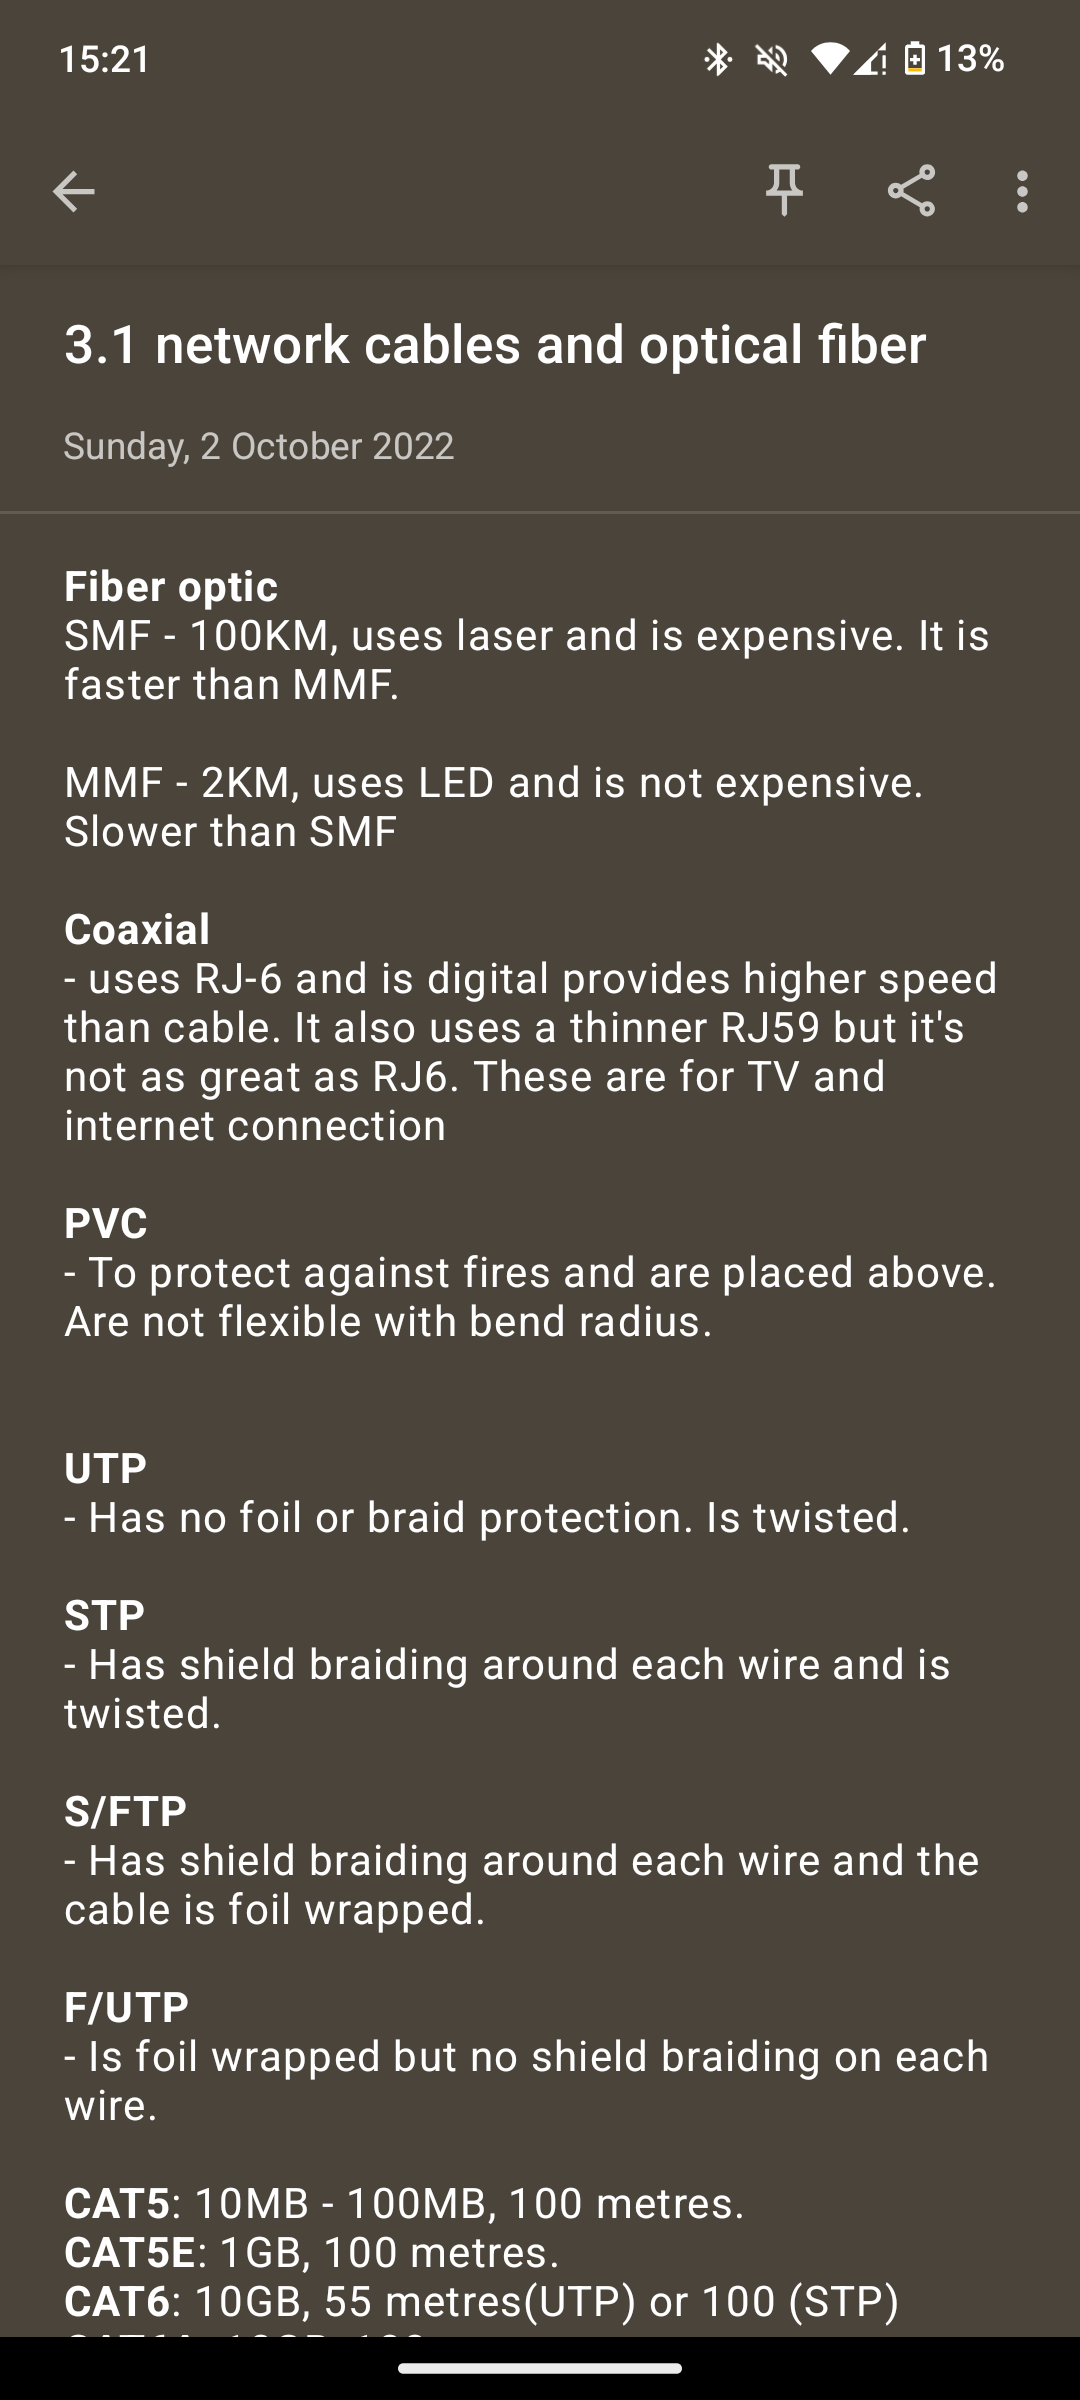 15:21
13%
3.1 network cables and optical fiber
Sunday, 2 October 2022
Fiber optic
SMF - 100KM, uses laser and is expensive. It is
faster than MMF.
MMF - 2KM, uses LED and is not expensive.
Slower than SMF
Coaxial
- uses RJ-6 and is digital provides higher speed
than cable. It also uses a thinner RJ59 but it's
not as great as RJ6. These are for TV and
internet connection
PVC
- To protect against fires and are placed above.
Are not flexible with bend radius.
UTP
- Has no foil or braid protection. Is twisted.
STP
- Has shield braiding around each wire and is
twisted.
S/FTP
- Has shield braiding around each wire and the
cable is foil wrapped.
F/UTP
- Is foil wrapped but no shield braiding on each
wire.
CAT5: 10MB - 100MB, 100 metres.
CAT5E: 1GB, 100 metres.
CAT6: 10GB, 55 metres(UTP) or 100 (STP)